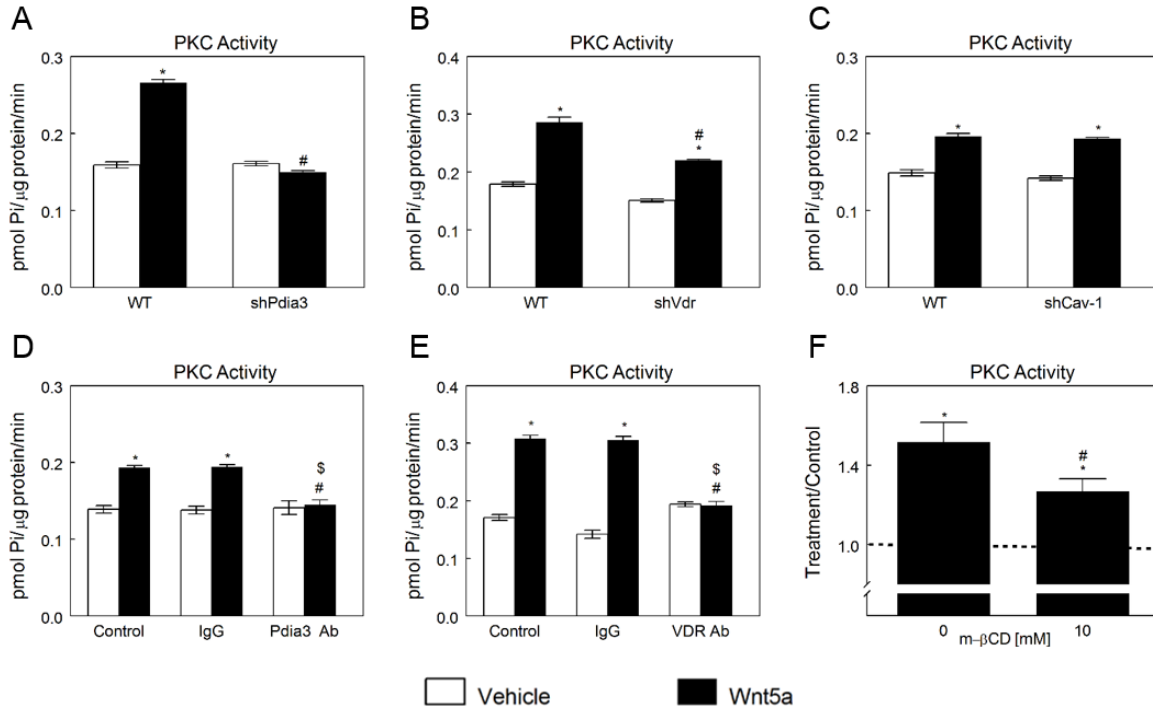 A
PKC Activity
pmol Pi/μg protein/min
0.3
0.2
0.1
0.0
*
#
WT
shPdia3
B
PKC Activity
pmol Pi/μg protein/min
0.4
0.3
0.2
0.1
0.0
*
#
*
WT
shVdr
C
PKC Activity
pmol Pi/μg protein/min
0.3
0.2
0.1
0.0
*
*
WT
shCav-1
D
PKC Activity
pmol Pi/μg protein/min
0.3
0.2
0.1
0.0
*
*
$
#
Control
IgG
Pdia3 Ab
E
PKC Activity
pmol Pi/μg protein/min
0.4
0.3
0.2
0.1
0.0
*
*
$
#
Control
IgG
VDR Ab
F
PKC Activity
Treatment/Control
1.8
1.4
1.0
*
#
*
0
10
m-βCD [mM]
Vehicle
Wnt5a